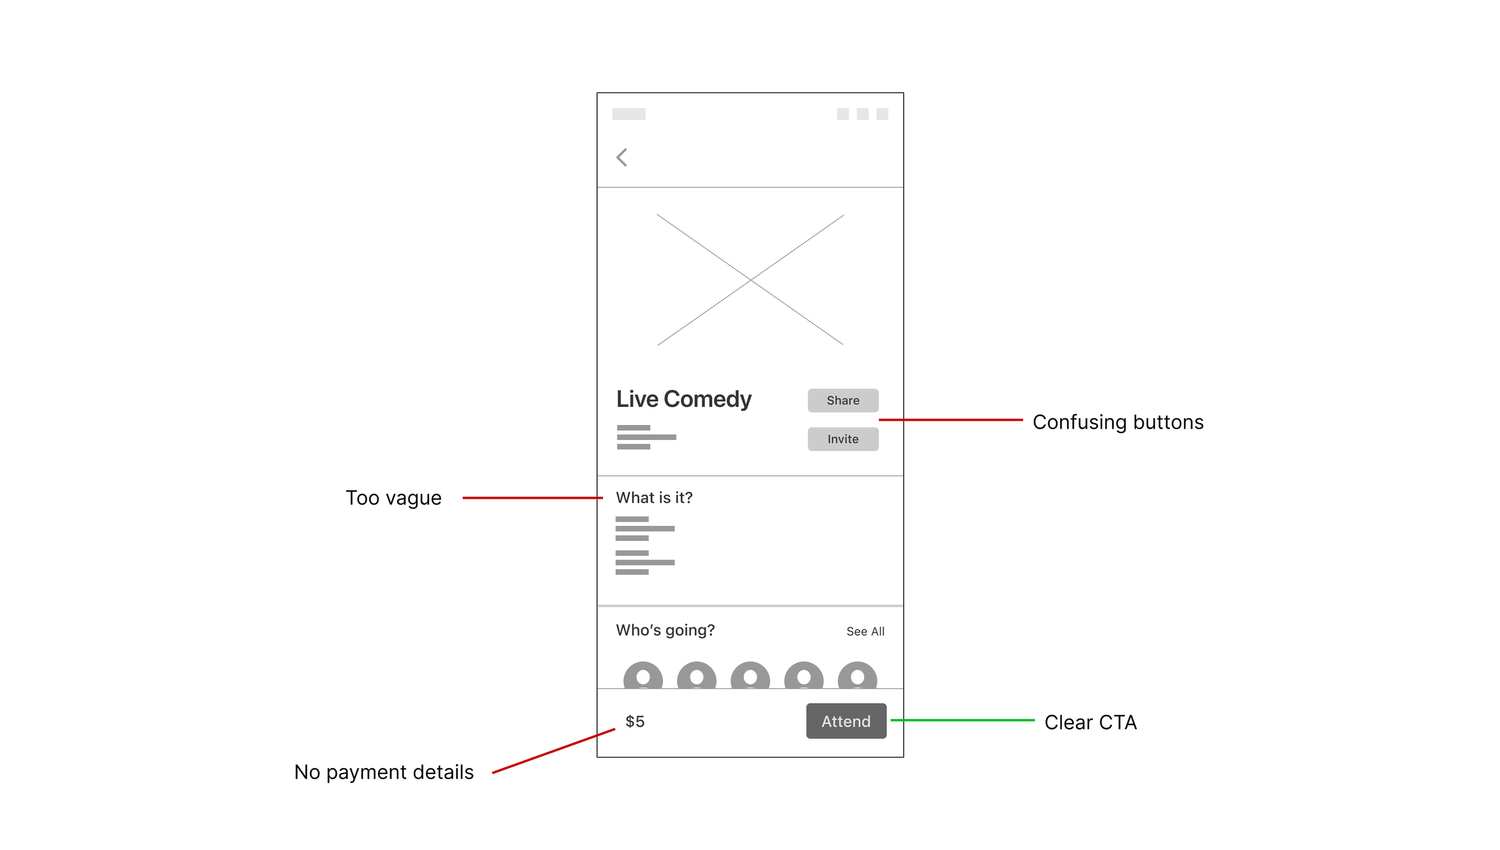 Live Comedy
Share
Invite
Confusing buttons
Too vague
What is it?
Who's going?
See All
$5
Attend
Clear CTA
No payment details